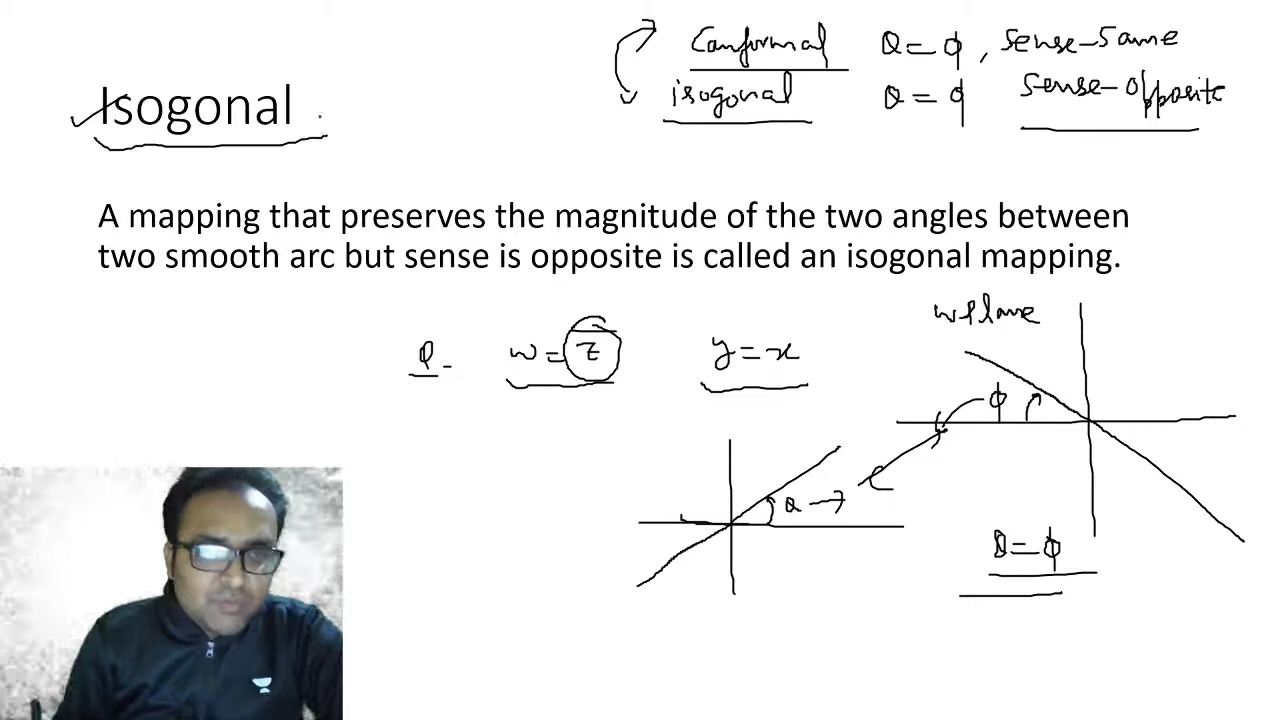 Conformal θ = φ, sense-same
isogonal θ = φ sense-opposite
Isogonal
A mapping that preserves the magnitude of the two angles between
two smooth arc but sense is opposite is called an isogonal mapping.
w plane
w = z̅ y = x
φ
θ
θ = φ